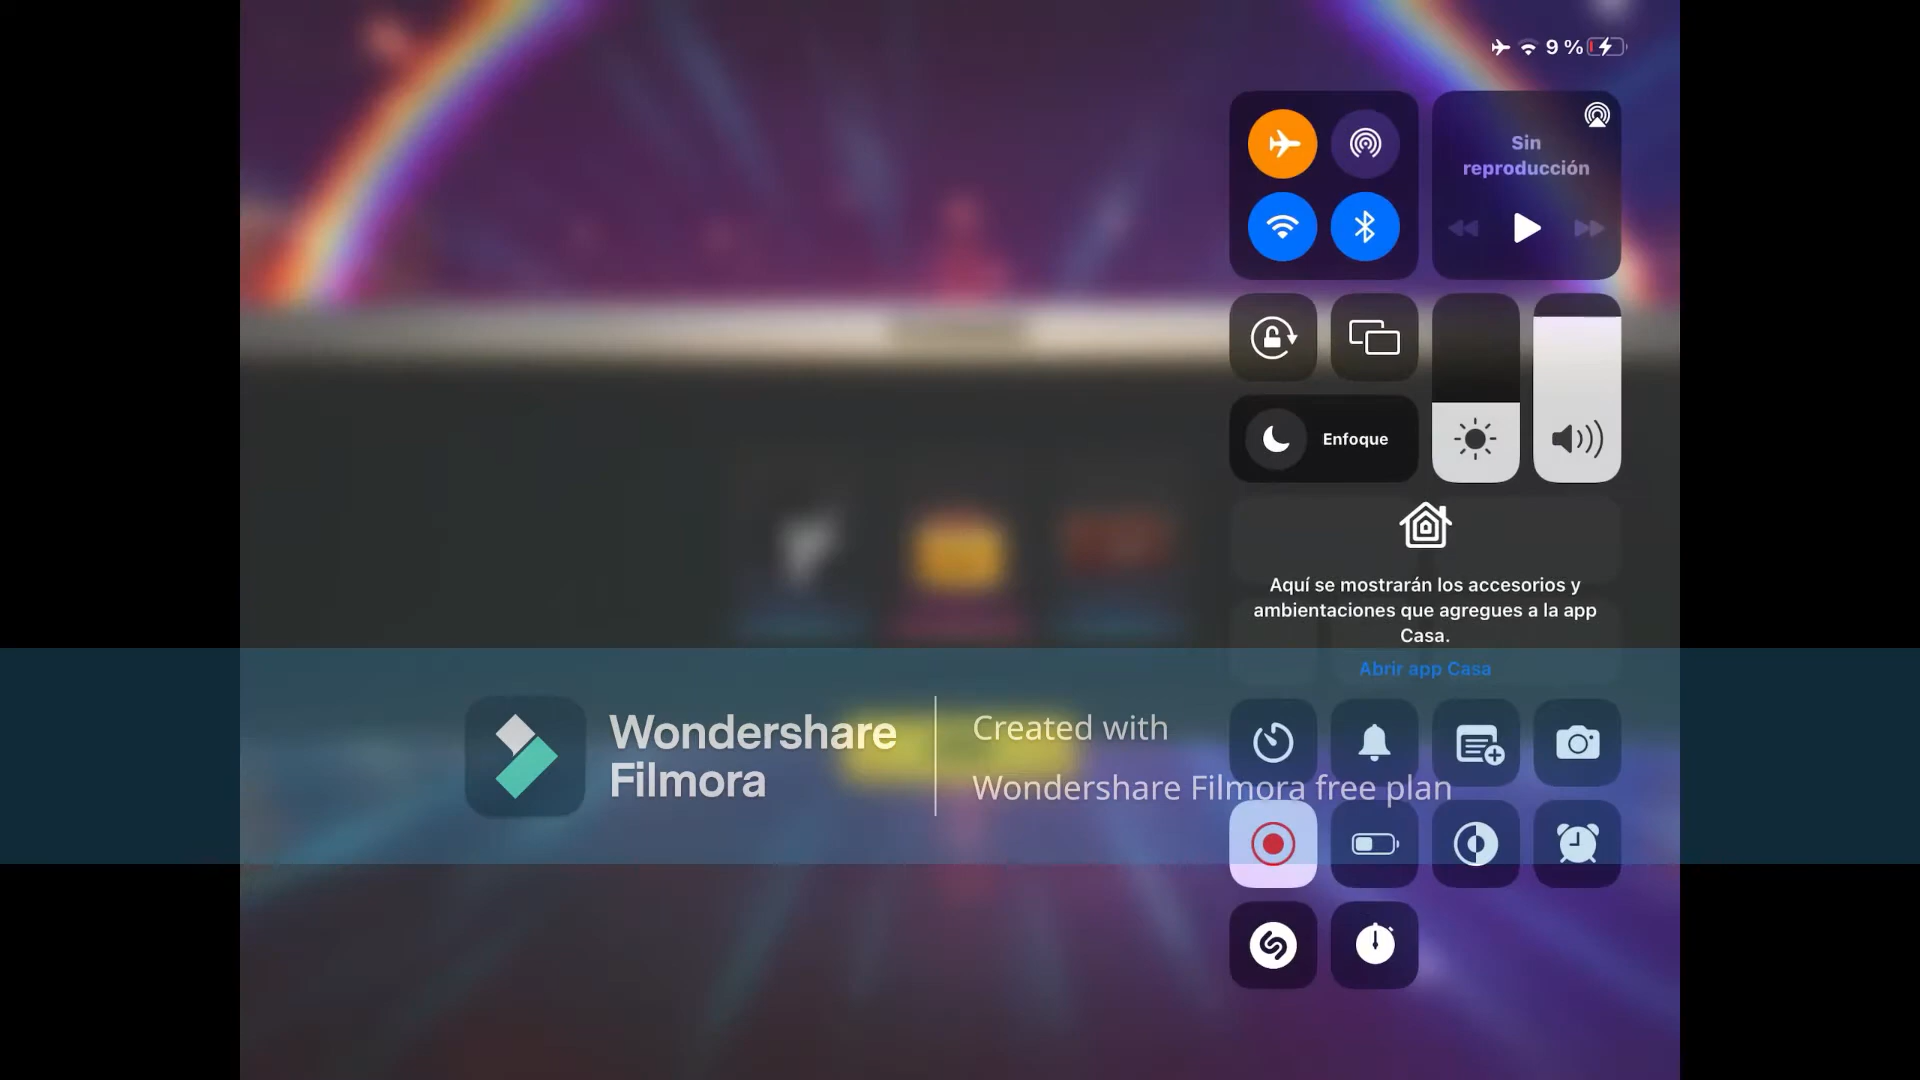 9 %
Sin
reproducción
Enfoque
Aquí se mostrarán los accesorios y
ambientaciones que agregues a la app
Casa.
Abrir app Casa
Wondershare
Filmora
Created with
Wondershare Filmora free plan